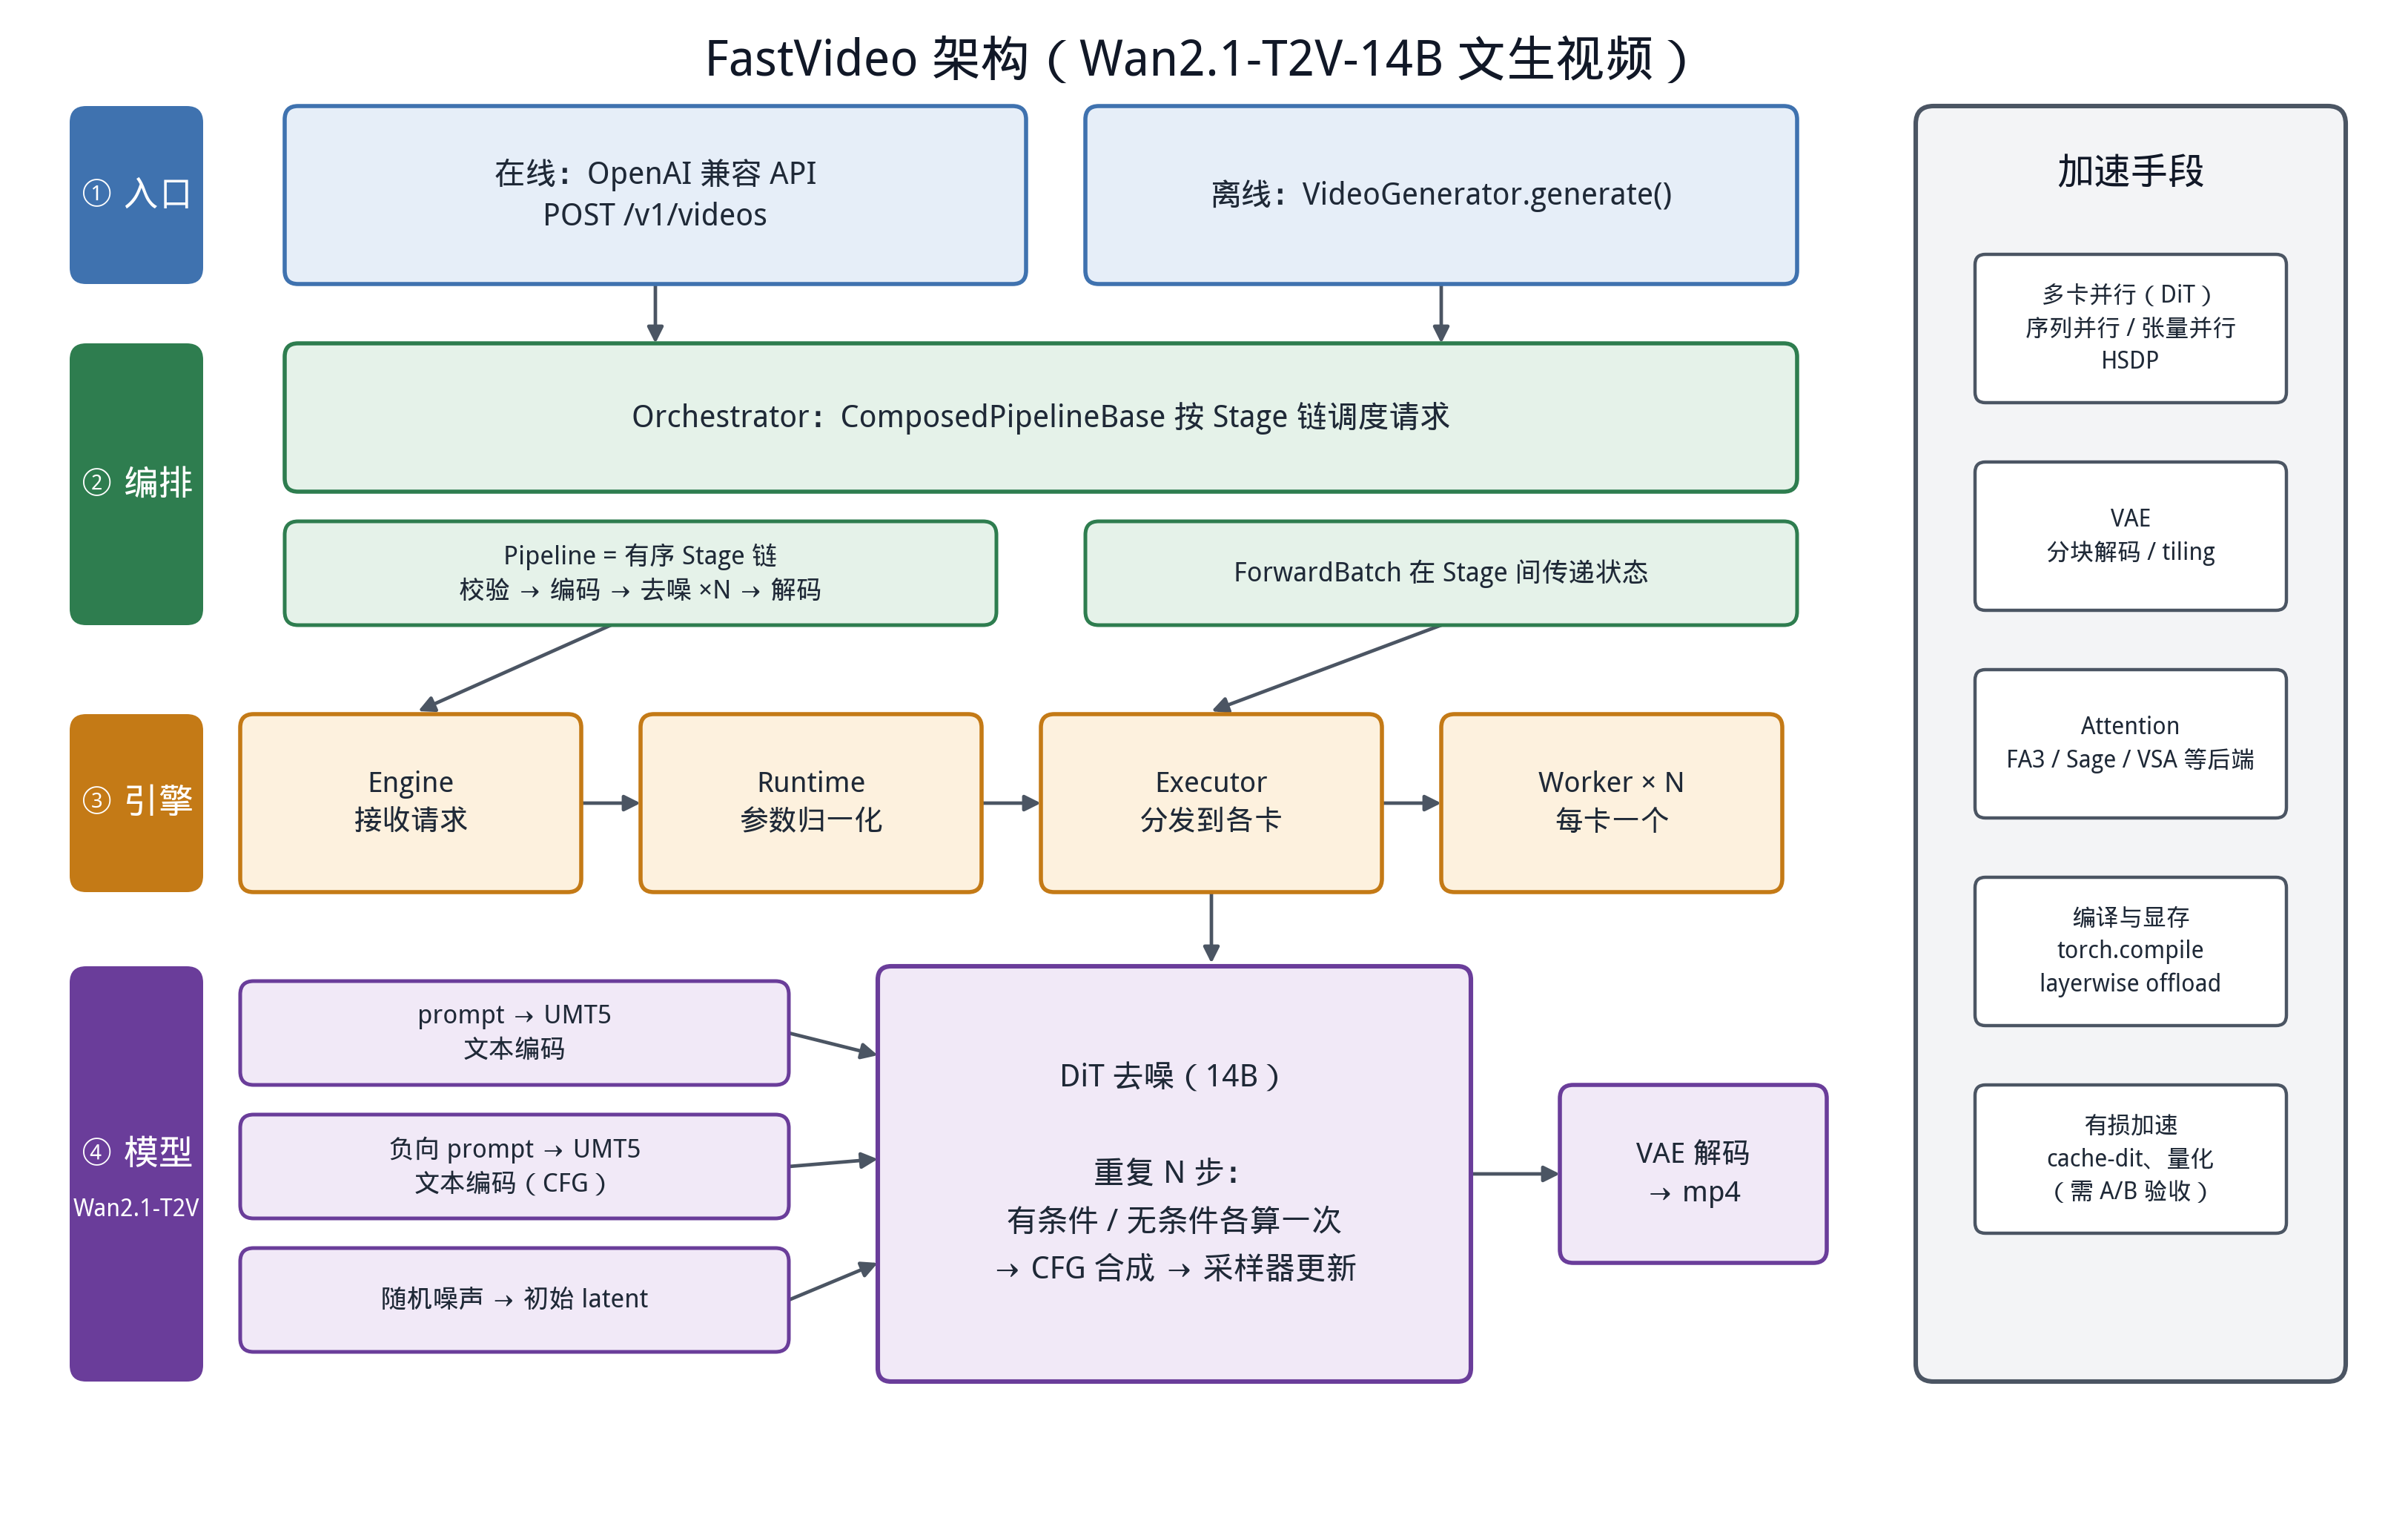 FastVideo 架构（Wan2.1-T2V-14B 文生视频）
① 入口
在线：OpenAI 兼容 API
POST /v1/videos
离线：VideoGenerator.generate()
② 编排
Orchestrator：ComposedPipelineBase 按 Stage 链调度请求
Pipeline = 有序 Stage 链
校验 → 编码 → 去噪 ×N → 解码
ForwardBatch 在 Stage 间传递状态
③ 引擎
Engine
接收请求
Runtime
参数归一化
Executor
分发到各卡
Worker × N
每卡一个
④ 模型
Wan2.1-T2V
prompt → UMT5
文本编码
负向 prompt → UMT5
文本编码（CFG）
随机噪声 → 初始 latent
DiT 去噪（14B）
重复 N 步：
有条件 / 无条件各算一次
→ CFG 合成 → 采样器更新
VAE 解码
→ mp4
加速手段
多卡并行（DiT）
序列并行 / 张量并行
HSDP
VAE
分块解码 / tiling
Attention
FA3 / Sage / VSA 等后端
编译与显存
torch.compile
layerwise offload
有损加速
cache-dit、量化
（需 A/B 验收）